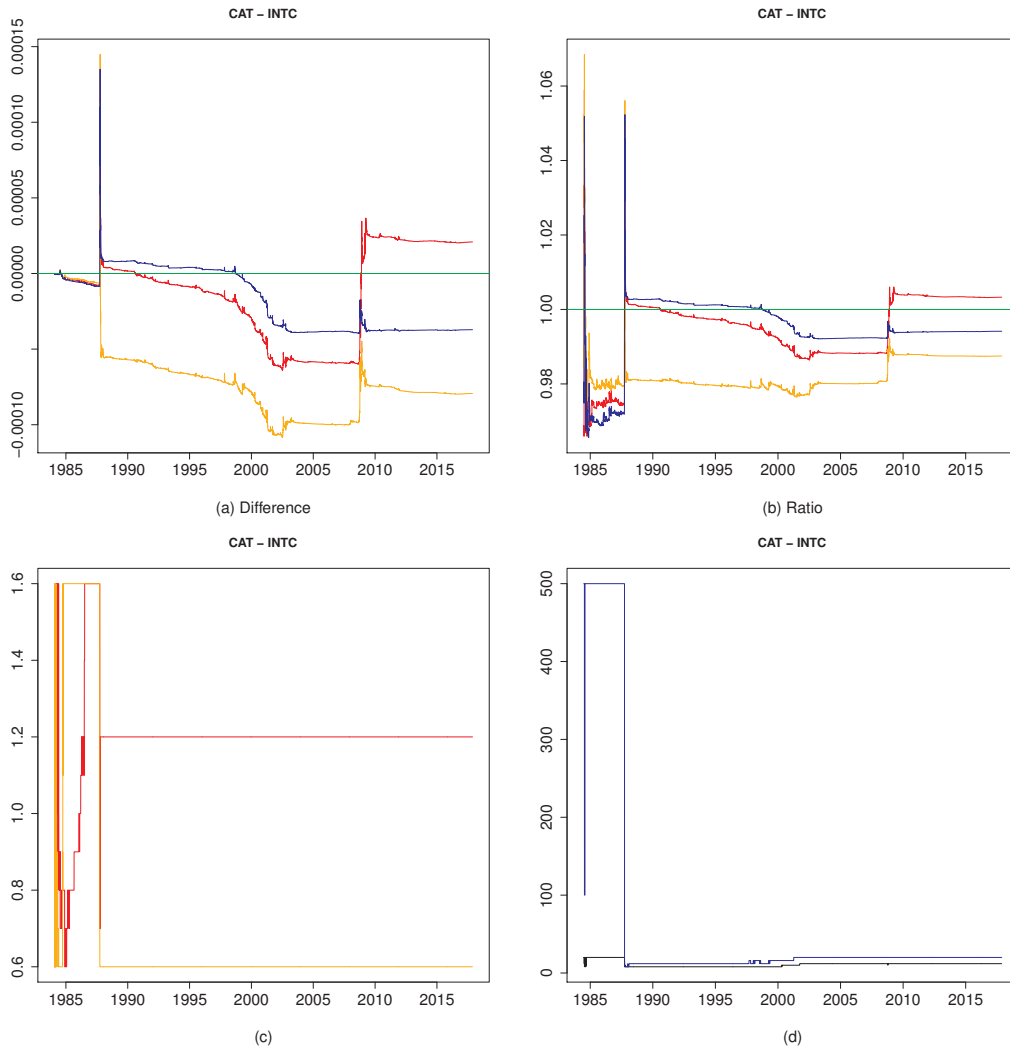 CAT − INTC
0.00015
0.00010
0.00005
0.00000
−0.00010
1985 1990 1995 2000 2005 2010 2015
(a) Difference
CAT − INTC
1.06
1.04
1.02
1.00
0.98
1985 1990 1995 2000 2005 2010 2015
(b) Ratio
CAT − INTC
1.6
1.4
1.2
1.0
0.8
0.6
1985 1990 1995 2000 2005 2010 2015
(c)
CAT − INTC
500
400
300
200
100
0
1985 1990 1995 2000 2005 2010 2015
(d)